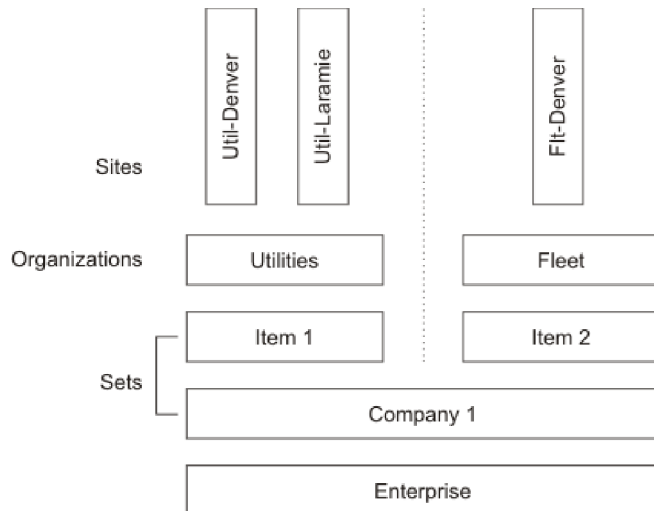 Util-Denver
Util-Laramie
Flt-Denver
Sites
Organizations
Utilities
Fleet
Item 1
Item 2
Sets
Company 1
Enterprise